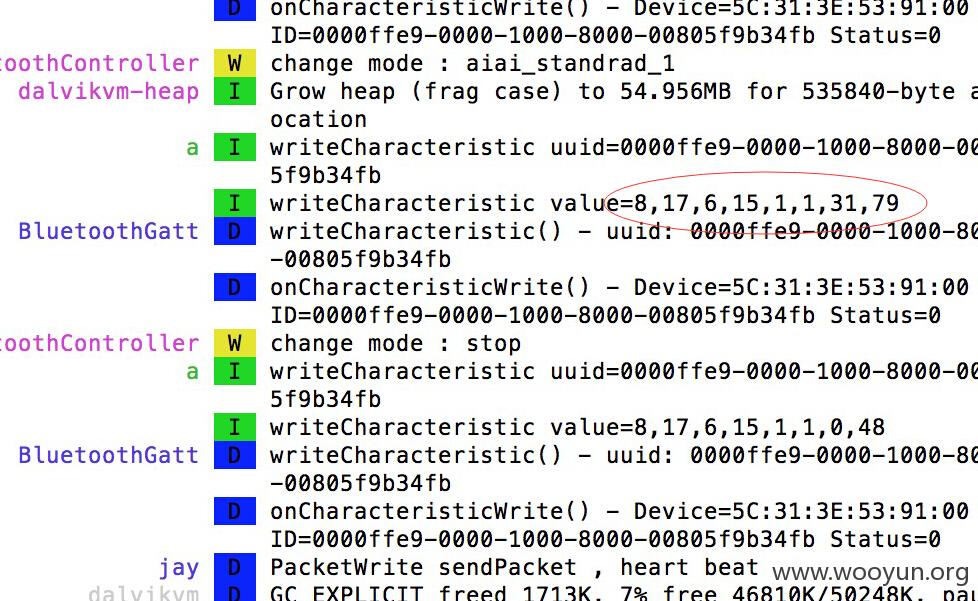 D onCharacteristicWrite() - Device=5C:31:3E:53:91:00
ID=0000ffe9-0000-1000-8000-00805f9b34fb Status=0
oothController W change mode : aiai_standrad_1
dalvikvm-heap I Grow heap (frag case) to 54.956MB for 535840-byte a
ocation
a I writeCharacteristic uuid=0000ffe9-0000-1000-8000-00
5f9b34fb
I writeCharacteristic value=8,17,6,15,1,1,31,79
BluetoothGatt D writeCharacteristic() - uuid: 0000ffe9-0000-1000-80
-00805f9b34fb
D onCharacteristicWrite() - Device=5C:31:3E:53:91:00
ID=0000ffe9-0000-1000-8000-00805f9b34fb Status=0
oothController W change mode : stop
a I writeCharacteristic uuid=0000ffe9-0000-1000-8000-00
5f9b34fb
I writeCharacteristic value=8,17,6,15,1,1,0,48
BluetoothGatt D writeCharacteristic() - uuid: 0000ffe9-0000-1000-80
-00805f9b34fb
D onCharacteristicWrite() - Device=5C:31:3E:53:91:00
ID=0000ffe9-0000-1000-8000-00805f9b34fb Status=0
jay D PacketWrite sendPacket , heart beat
www.wooyun.org
dalvikvm D GC_EXPLICIT freed 1713K, 7% free 46810K/50248K, pau